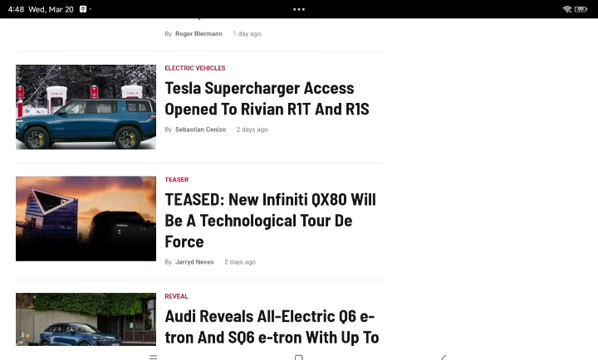 4:48 Wed, Mar 20
By Roger Biermann 1 day ago
ELECTRIC VEHICLES
Tesla Supercharger Access
Opened To Rivian R1T And R1S
By Sebastian Cenizo 2 days ago
TEASER
TEASED: New Infiniti QX80 Will
Be A Technological Tour De
Force
By Jarryd Neves 2 days ago
REVEAL
Audi Reveals All-Electric Q6 e-
tron And SQ6 e-tron With Up To